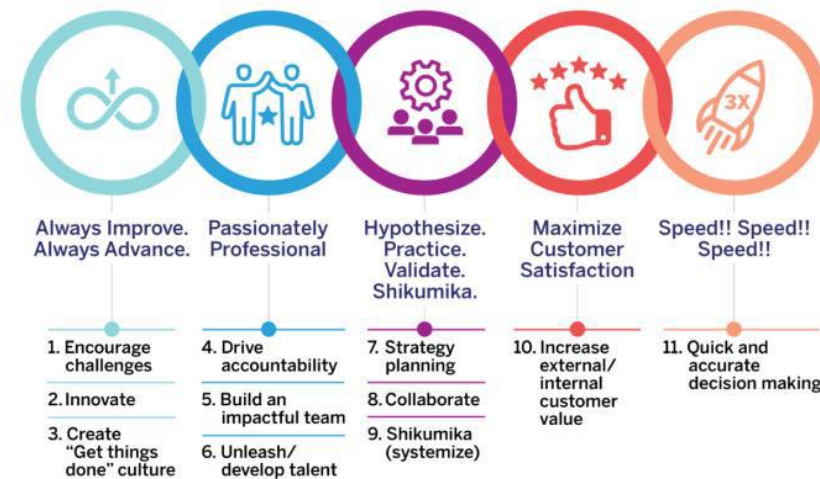 3X
Always Improve.
Always Advance.
Passionately
Professional
Hypothesize.
Practice.
Validate.
Shikumika.
Maximize
Customer
Satisfaction
Speed!! Speed!!
Speed!!
1. Encourage
challenges
2. Innovate
3. Create
"Get things
done" culture
4. Drive
accountability
5. Build an
impactful team
6. Unleash/
develop talent
7. Strategy
planning
8. Collaborate
9. Shikumika
(systemize)
10. Increase
external/
internal
customer
value
11. Quick and
accurate
decision making